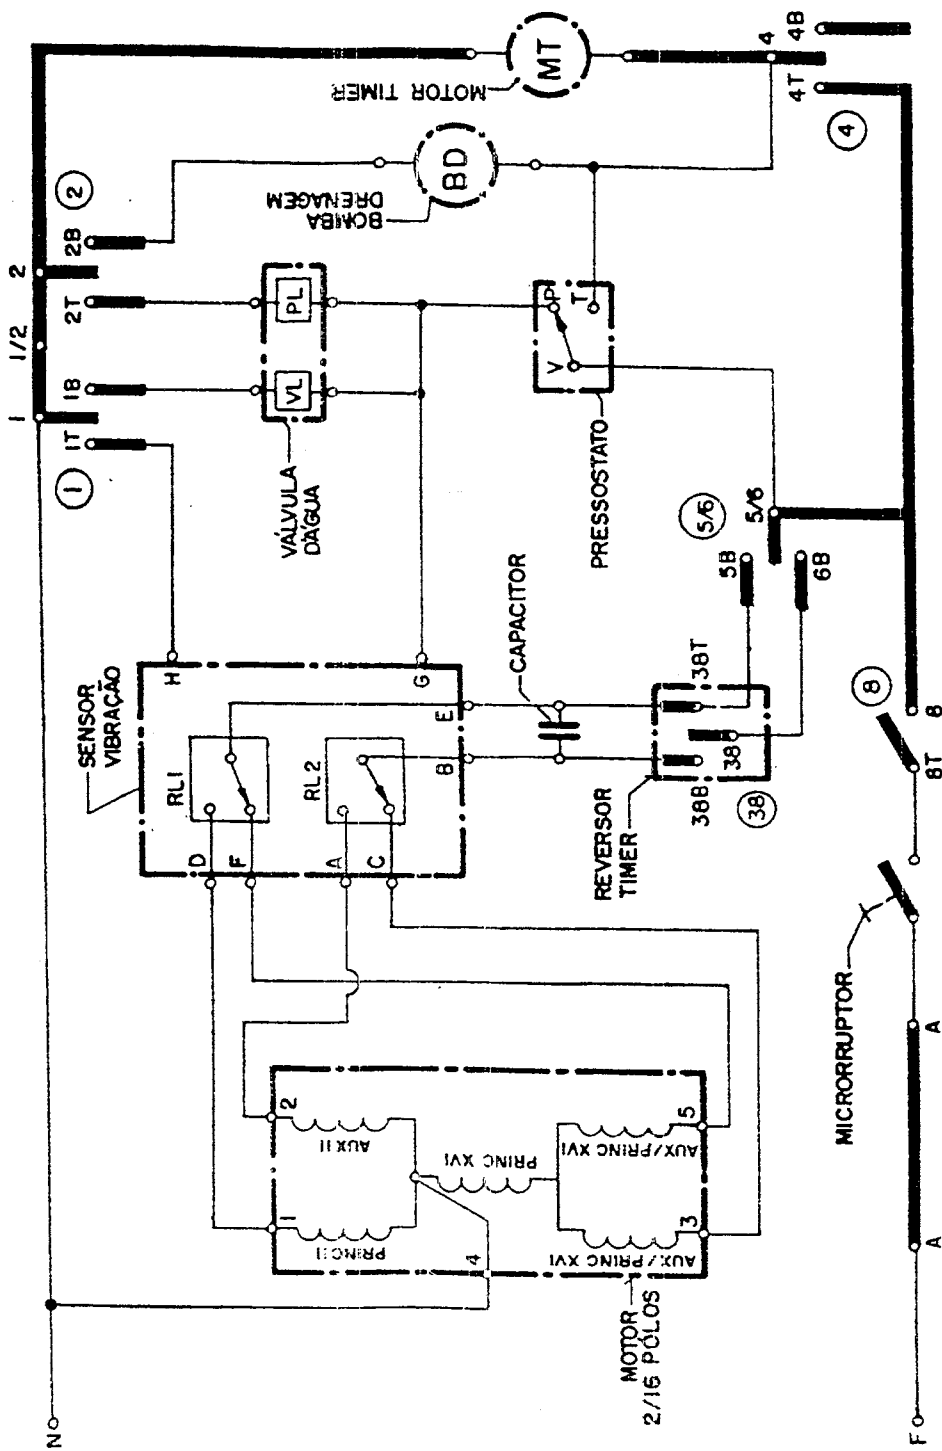 N
1
1/2
2
1T
1B
2T
2B
1
2
SENSOR
VIBRAÇÃO
H
G
RL1
RL2
D
F
A
C
E
B
VÁLVULA
D'ÁGUA
VL
PL
BOMBA
DRENAGEM
BD
MOTOR TIMER
MT
4
4B
4T
4
PRESSOSTATO
V
P
T
CAPACITOR
REVERSOR
TIMER
38B
38
38T
38
5B
5/6
5/6
6B
8
8
8T
MICRORRUPTOR
A
A
F
MOTOR
2/16 PÓLOS
1
2
3
4
5
PRINC II
AUX II
PRINC XVI
AUX/PRINC XVI
AUX/PRINC XVI